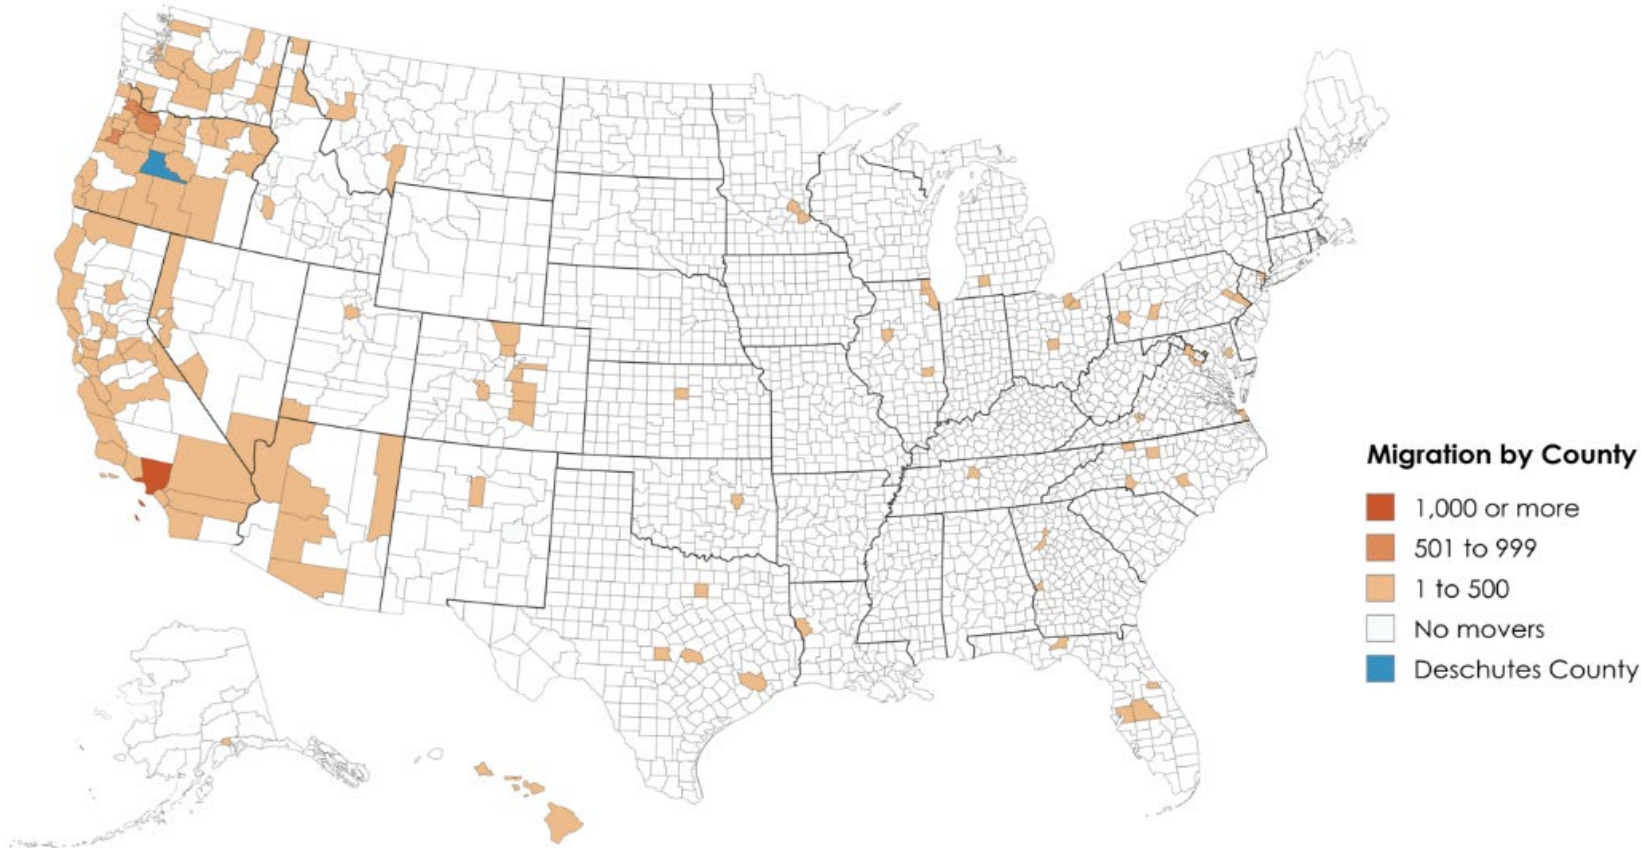 Migration by County
1,000 or more
501 to 999
1 to 500
No movers
Deschutes County